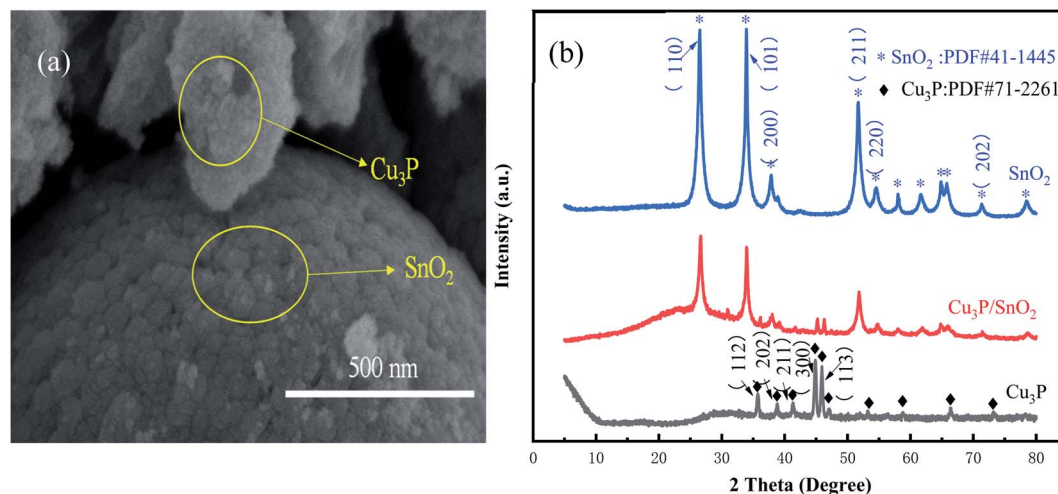 (a)
Cu₃P
SnO₂
500 nm
(b)
Intensity (a.u.)
* SnO₂ :PDF#41-1445
♦ Cu₃P:PDF#71-2261
(110)
(101)
(200)
(211)
(220)
(202)
SnO₂
Cu₃P/SnO₂
(112)
(202)
(211)
(300)
(113)
Cu₃P
0 10 20 30 40 50 60 70 80
2 Theta (Degree)